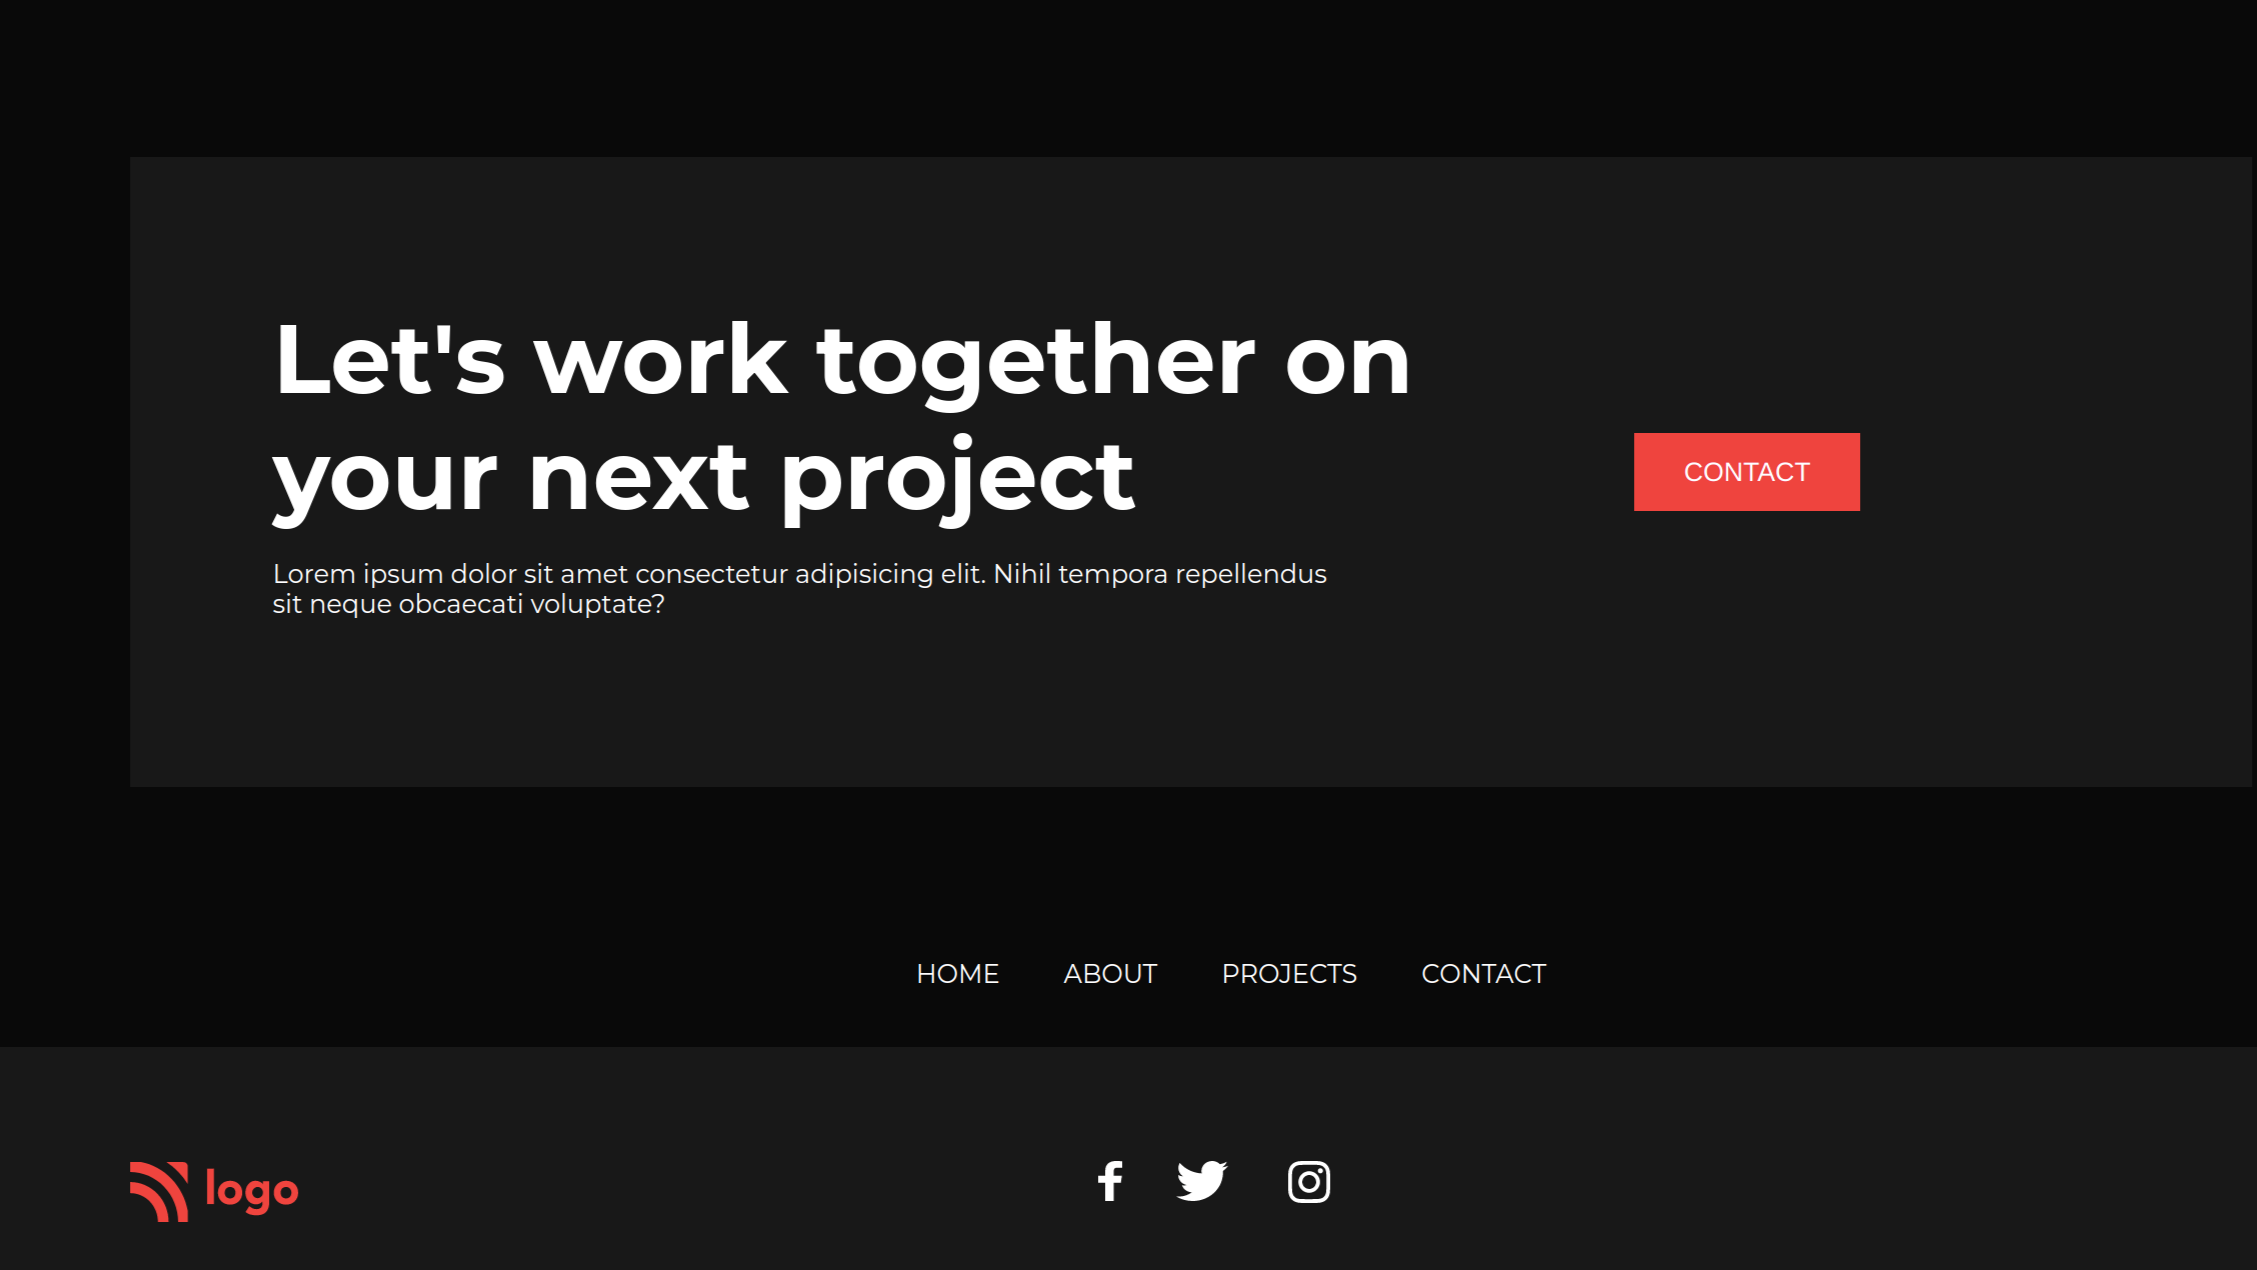 Let's work together on
your next project
Lorem ipsum dolor sit amet consectetur adipisicing elit. Nihil tempora repellendus
sit neque obcaecati voluptate?
CONTACT
HOME ABOUT PROJECTS CONTACT
logo